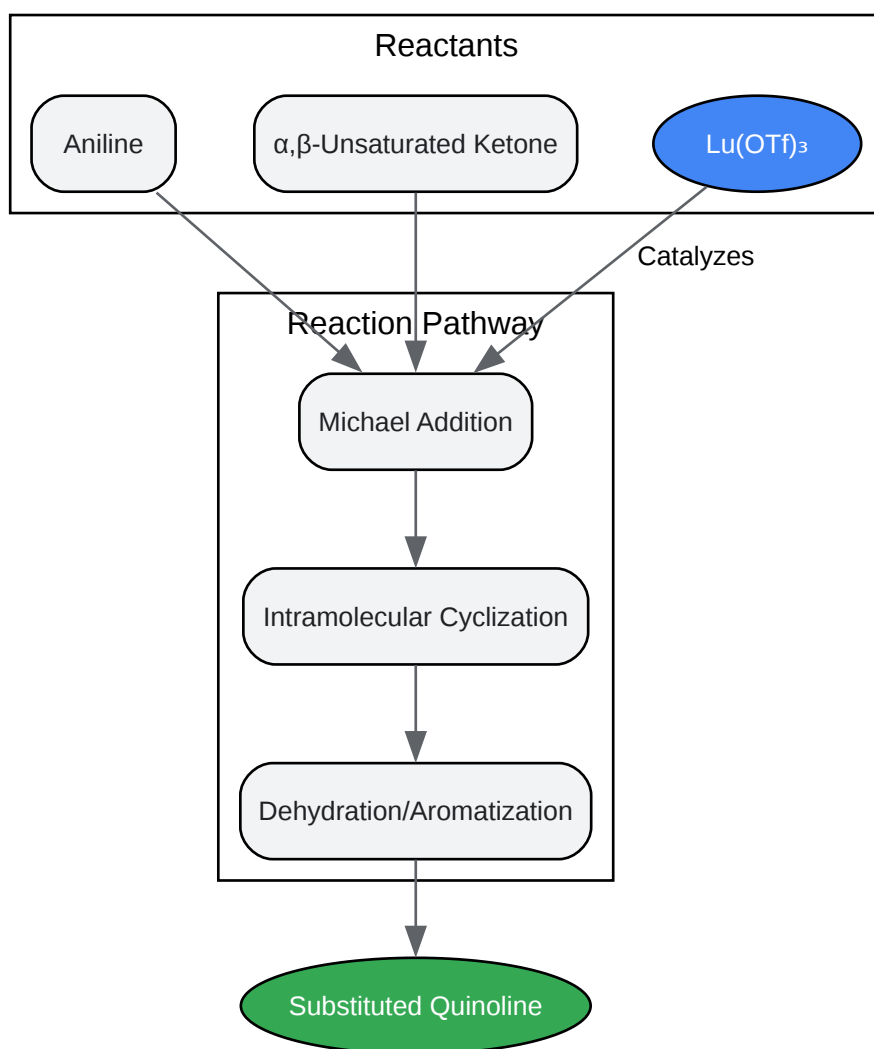 Reactants
Aniline
α,β-Unsaturated Ketone
Lu(OTf)₃
Catalyzes
Reaction Pathway
Michael Addition
Intramolecular Cyclization
Dehydration/Aromatization
Substituted Quinoline